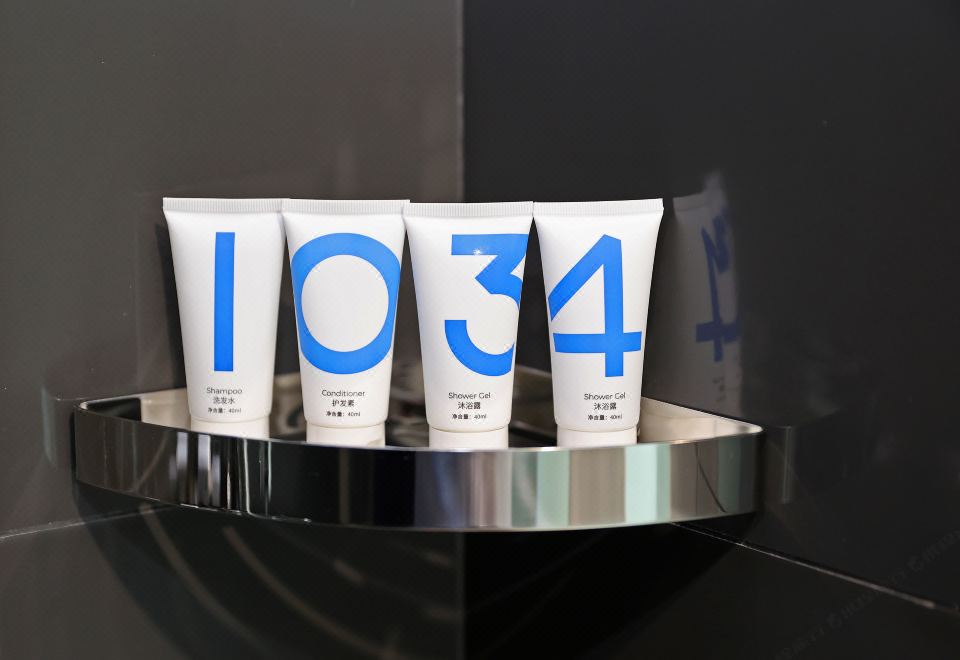 1
Shampoo
洗发水
净含量：40ml
0
Conditioner
护发素
净含量：40ml
3
Shower Gel
沐浴露
净含量：40ml
4
Shower Gel
沐浴露
净含量：40ml